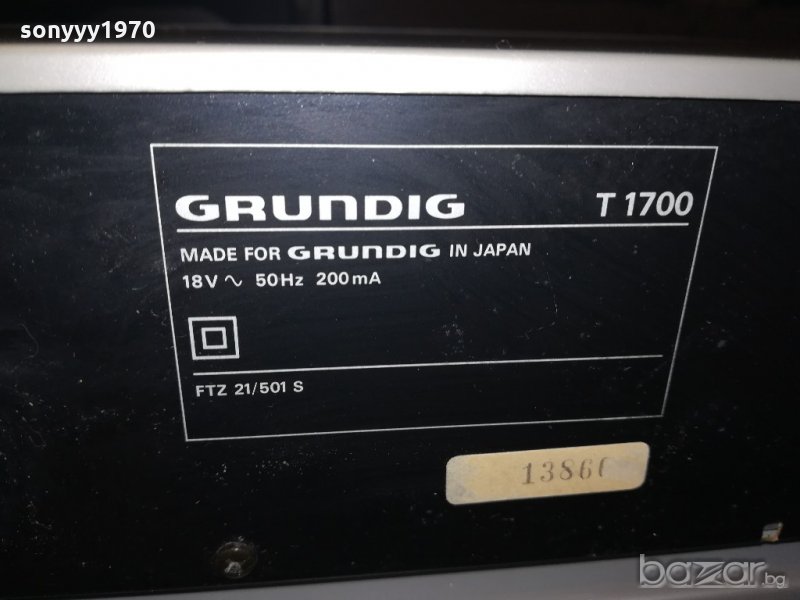 sonyyy1970
GRUNDIG T 1700
MADE FOR GRUNDIG IN JAPAN
18V ∿ 50Hz 200mA
FTZ 21/501 S
bazar.bg